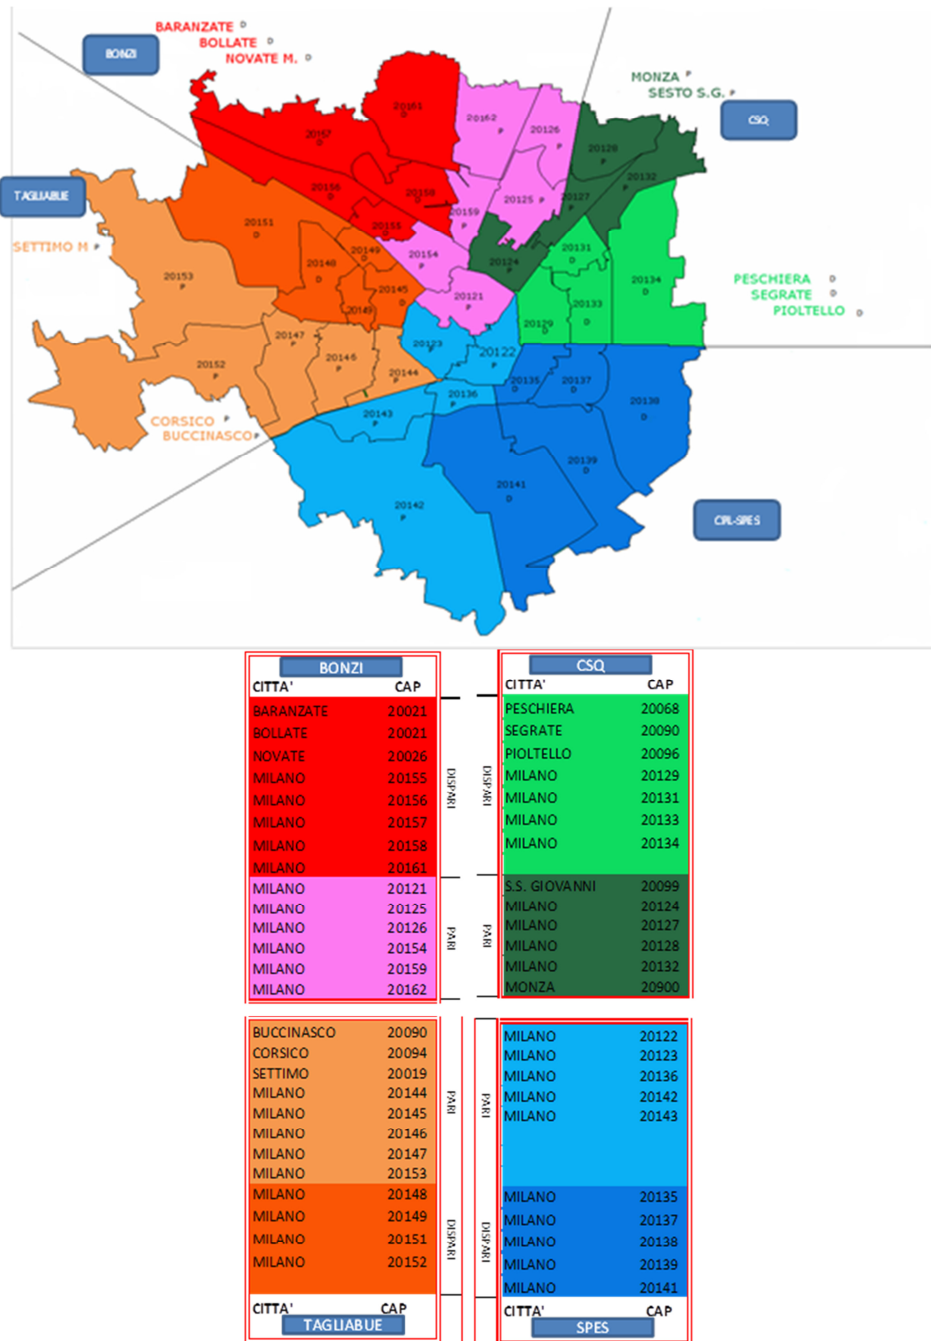 BARANZATE D
BOLLATE D
NOVATE M. D
BONZI
MONZA P
SESTO S.G. P
CSQ
TAGLIABUE
SETTIMO M P
CORSICO P
BUCCINASCO P
PESCHIERA D
SEGRATE D
PIOLTELLO D
CPL-SPES
20161
D
20162
P
20126
P
20157
D
20128
P
20132
P
20156
D
20158
D
20159
P
20125 P
20127
P
20155
D
20151
D
20149
D
20154
P
20124
P
20131
D
20153
P
20148
D
20145
D
20121
P
20134
D
20149
20133
D
20129
D
20147
P
20146
P
20123
P
20122
P
20152
P
20144
P
20135
D
20137
D
20138
D
20136
P
20143
P
20139
D
20141
D
20142
P
BONZI
CITTA' CAP
BARANZATE 20021
BOLLATE 20021
NOVATE 20026
MILANO 20155
MILANO 20156
MILANO 20157
MILANO 20158
MILANO 20161
DISPARI
MILANO 20121
MILANO 20125
MILANO 20126
MILANO 20154
MILANO 20159
MILANO 20162
PARI
CSQ
CITTA' CAP
PESCHIERA 20068
SEGRATE 20090
PIOLTELLO 20096
MILANO 20129
MILANO 20131
MILANO 20133
MILANO 20134
DISPARI
S.S. GIOVANNI 20099
MILANO 20124
MILANO 20127
MILANO 20128
MILANO 20132
MONZA 20900
PARI
BUCCINASCO 20090
CORSICO 20094
SETTIMO 20019
MILANO 20144
MILANO 20145
MILANO 20146
MILANO 20147
MILANO 20153
PARI
MILANO 20148
MILANO 20149
MILANO 20151
MILANO 20152
DISPARI
CITTA' CAP
TAGLIABUE
MILANO 20122
MILANO 20123
MILANO 20136
MILANO 20142
MILANO 20143
PARI
MILANO 20135
MILANO 20137
MILANO 20138
MILANO 20139
MILANO 20141
DISPARI
CITTA' CAP
SPES